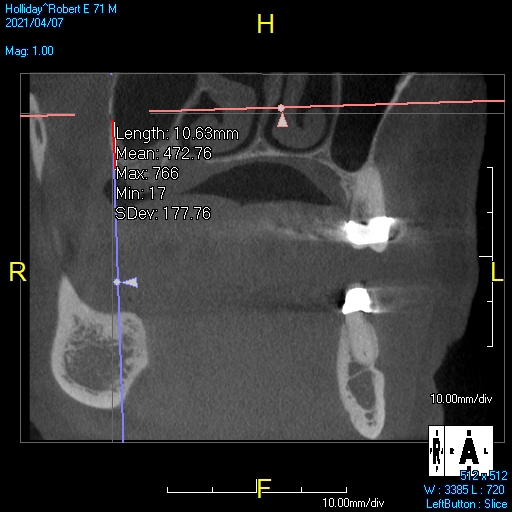 Holliday^Robert E 71 M
2021/04/07
Mag: 1.00
H
Length: 10.63mm
Mean: 472.76
Max: 766
Min: 17
SDev: 177.76
R
L
10.00mm/div
R
R
A
L
512 x 512
W : 3385 L : 720
LeftButton : Slice
F
10.00mm/div